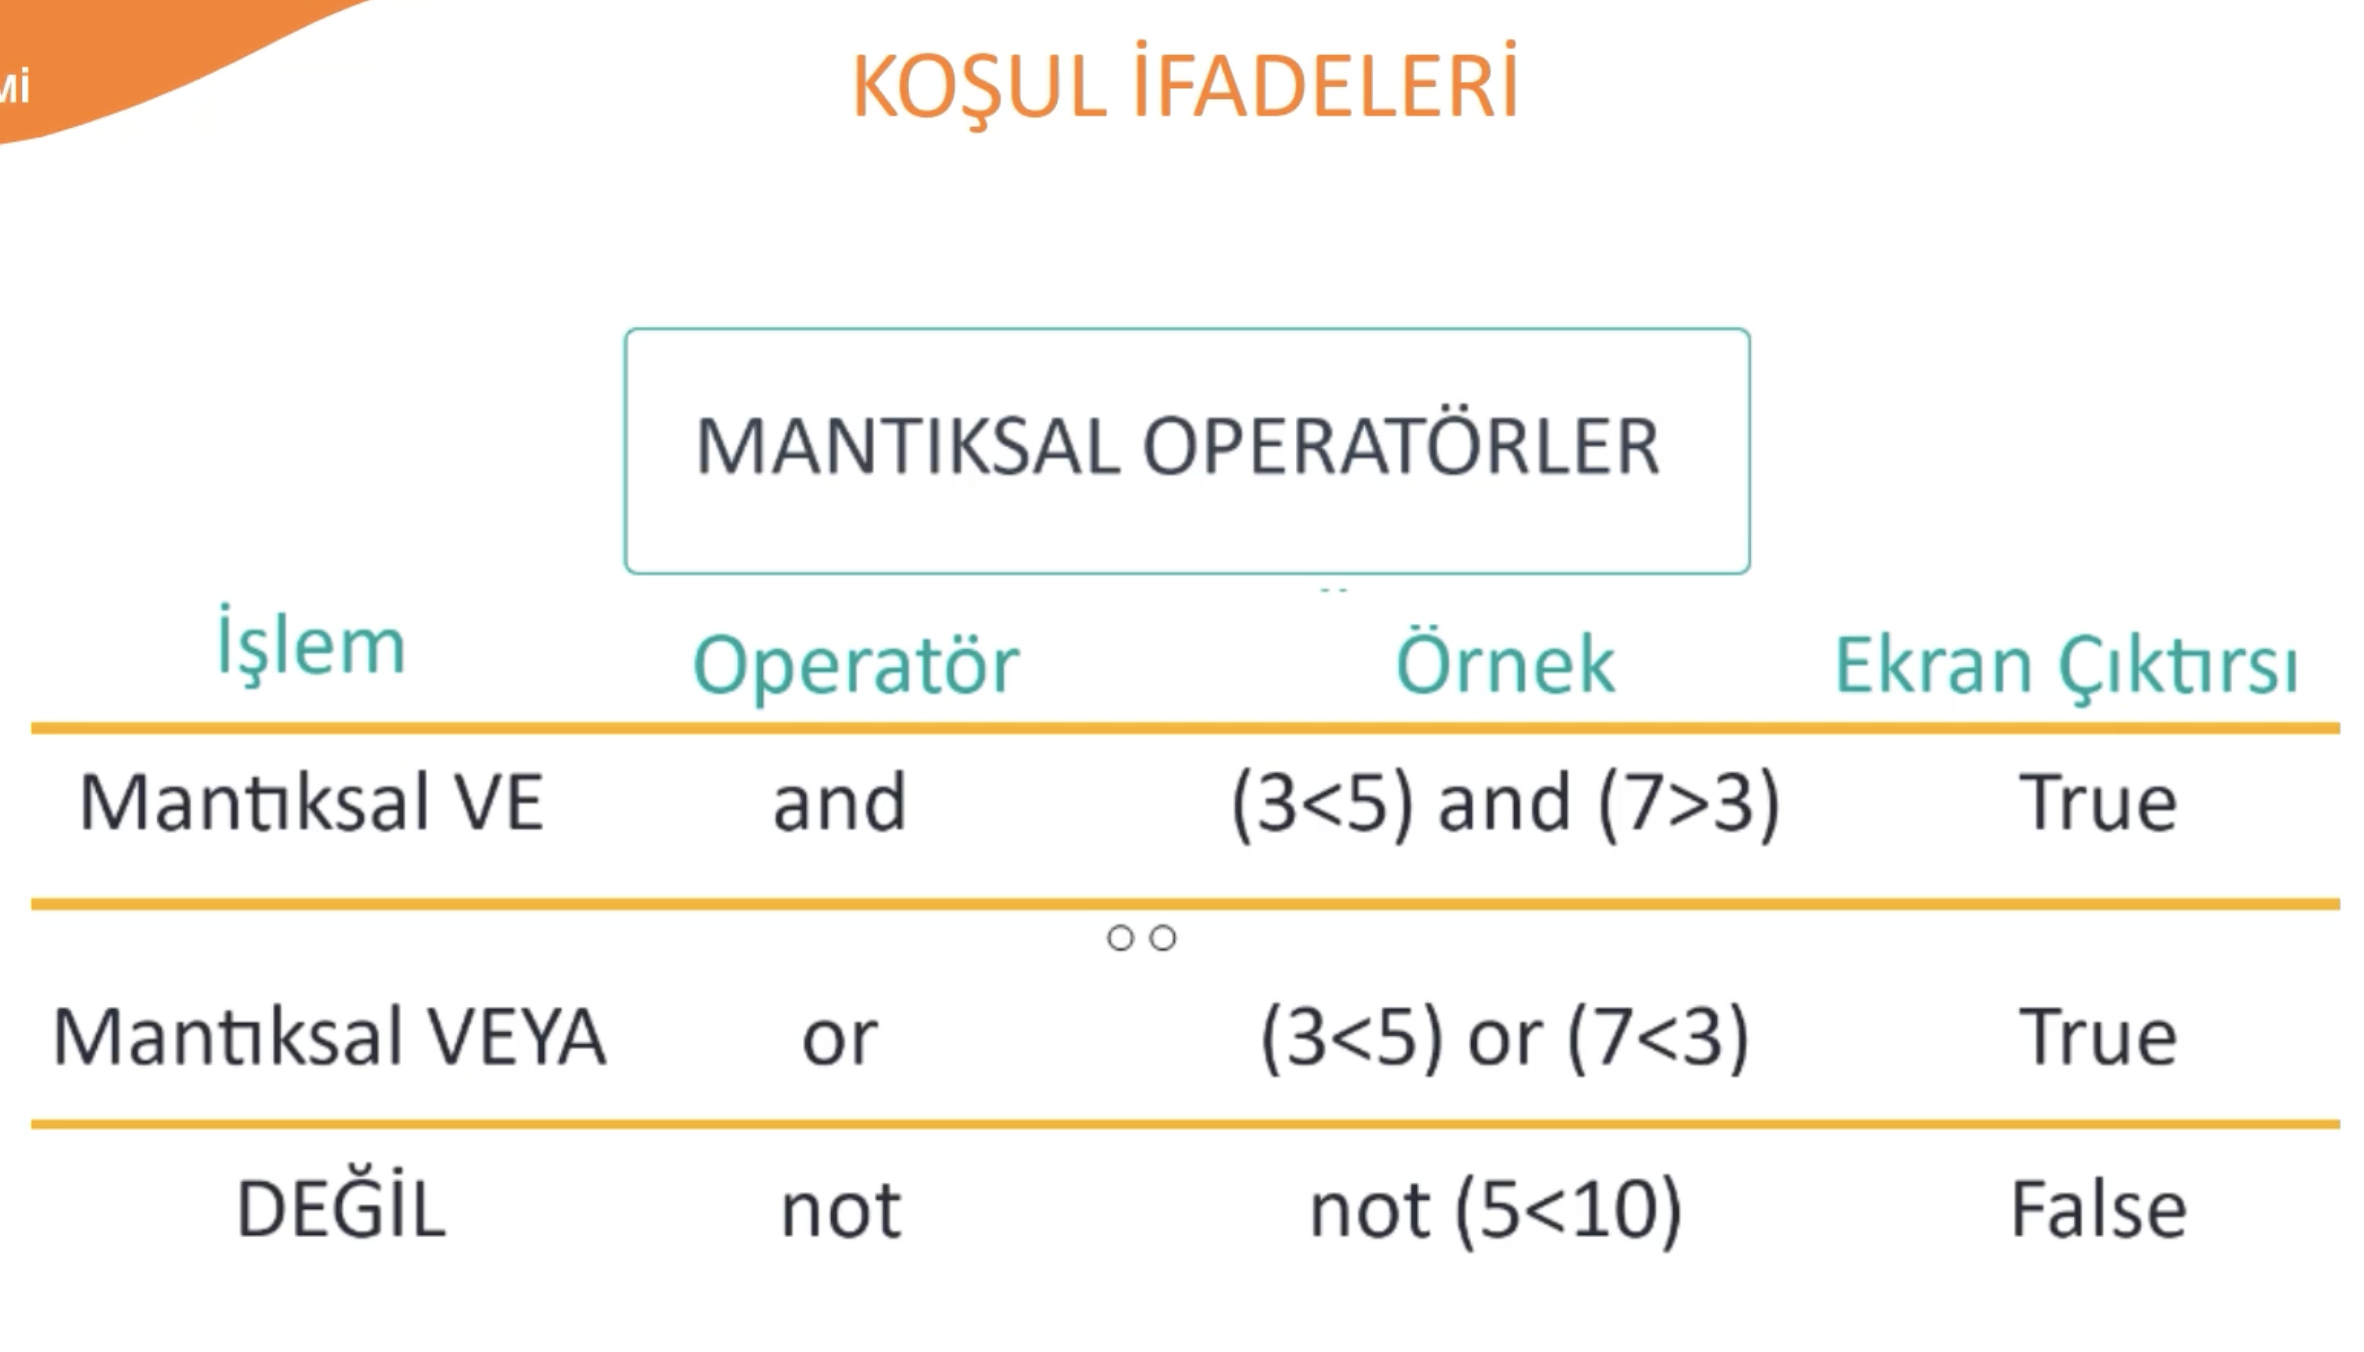 Mİ
KOŞUL İFADELERİ
MANTIKSAL OPERATÖRLER
İşlem Operatör Örnek Ekran Çıktırsı
Mantıksal VE and (3<5) and (7>3) True
Mantıksal VEYA or (3<5) or (7<3) True
DEĞİL not not (5<10) False